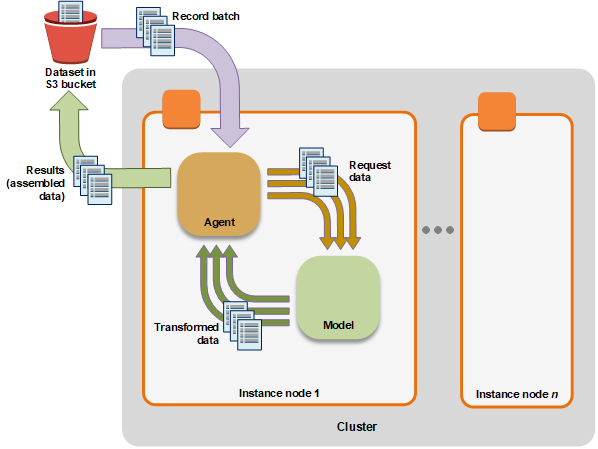 Record batch
Dataset in
S3 bucket
Results
(assembled
data)
Request
data
Agent
Transformed
data
Model
Instance node 1
Instance node n
Cluster